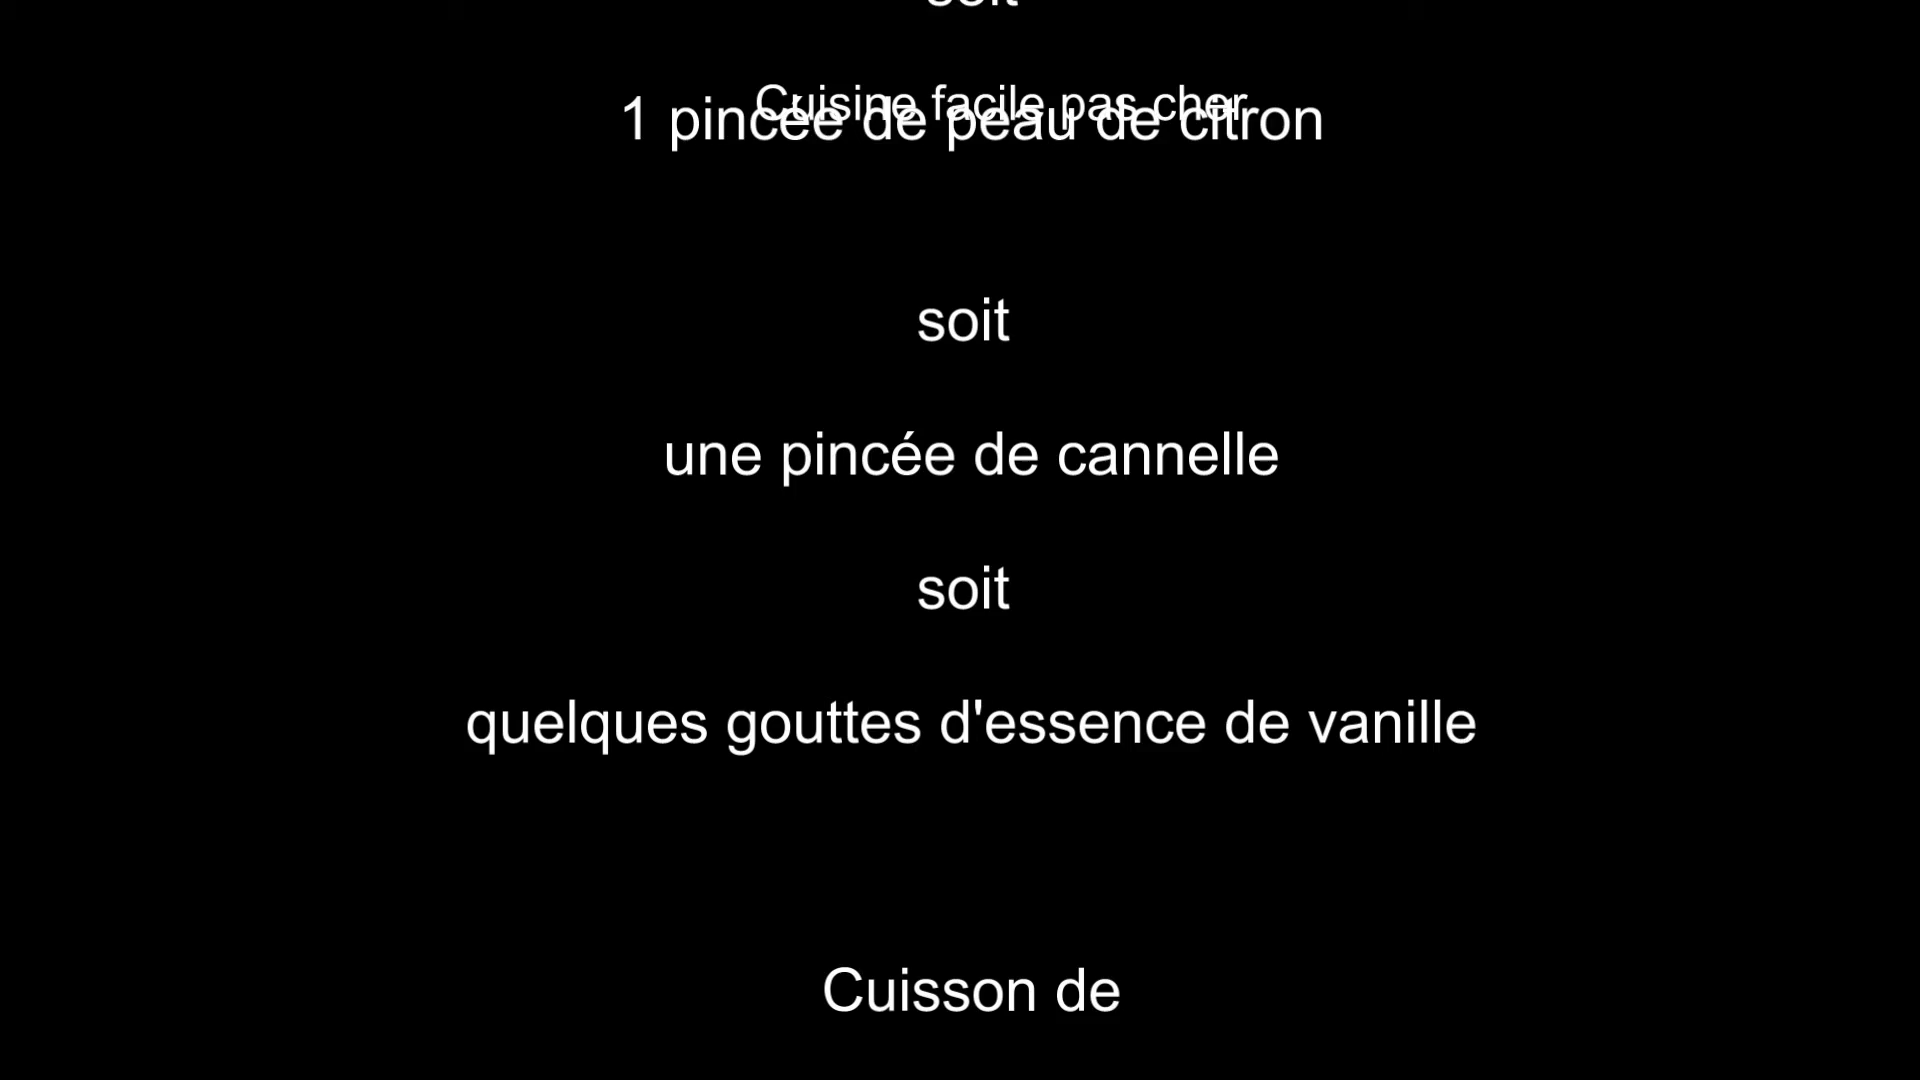 soit
Cuisine facile pas cher
1 pincée de peau de citron
soit
une pincée de cannelle
soit
quelques gouttes d'essence de vanille
Cuisson de